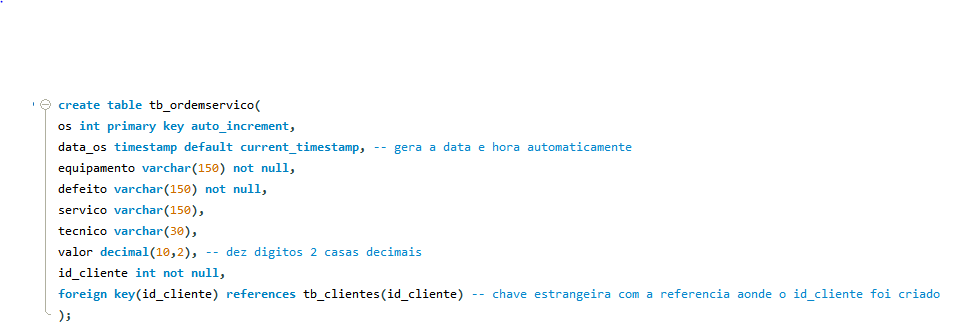 create table tb_ordemservico(
os int primary key auto_increment,
data_os timestamp default current_timestamp, -- gera a data e hora automaticamente
equipamento varchar(150) not null,
defeito varchar(150) not null,
servico varchar(150),
tecnico varchar(30),
valor decimal(10,2), -- dez digitos 2 casas decimais
id_cliente int not null,
foreign key(id_cliente) references tb_clientes(id_cliente) -- chave estrangeira com a referencia aonde o id_cliente foi criado
);